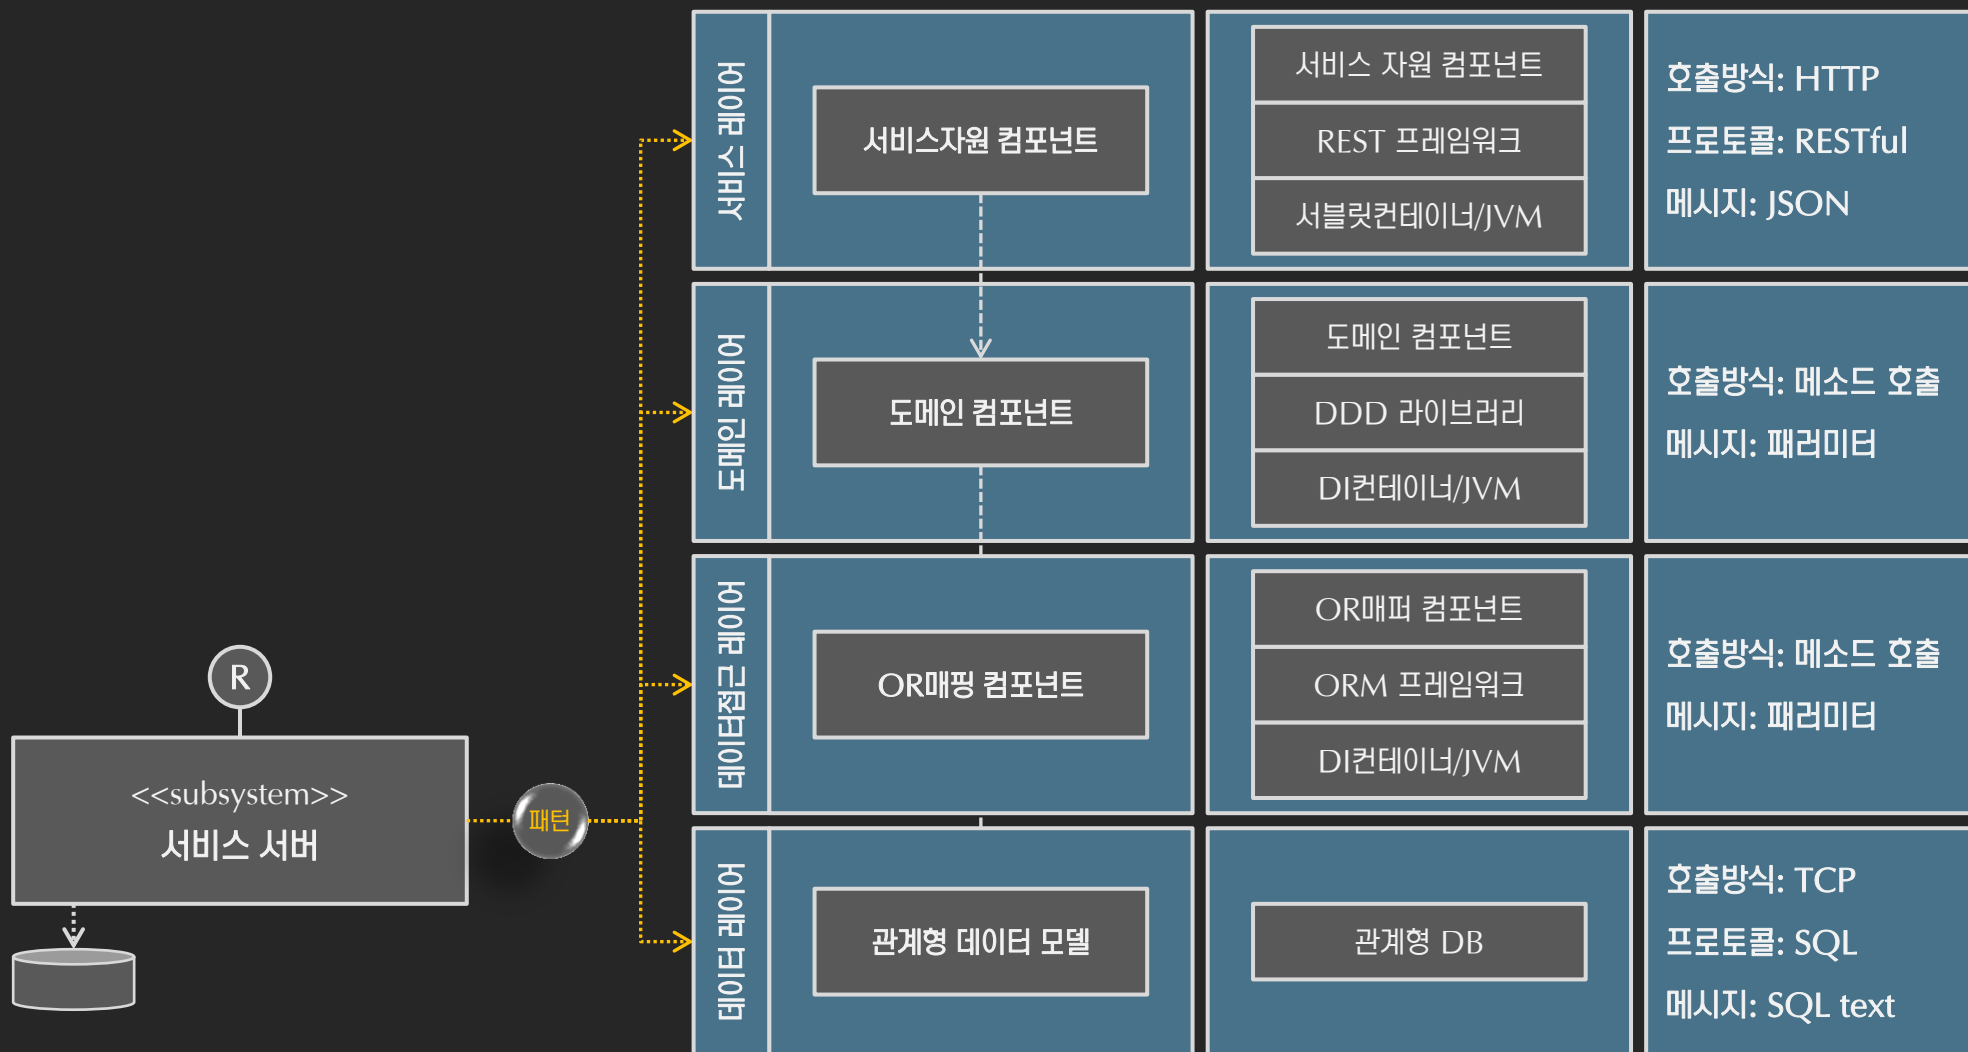 R
<<subsystem>>
서비스 서버
패턴
서비스 레이어
서비스자원 컴포넌트
서비스 자원 컴포넌트
REST 프레임워크
서블릿컨테이너/JVM
호출방식: HTTP
프로토콜: RESTful
메시지: JSON
도메인 레이어
도메인 컴포넌트
도메인 컴포넌트
DDD 라이브러리
DI컨테이너/JVM
호출방식: 메소드 호출
메시지: 패러미터
데이터접근 레이어
OR매핑 컴포넌트
OR매퍼 컴포넌트
ORM 프레임워크
DI컨테이너/JVM
호출방식: 메소드 호출
메시지: 패러미터
데이터 레이어
관계형 데이터 모델
관계형 DB
호출방식: TCP
프로토콜: SQL
메시지: SQL text